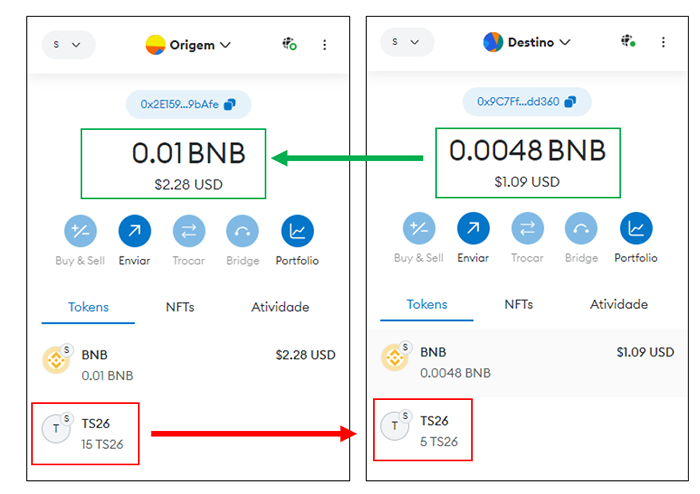 S
Origem
0x2E159...9bAfe
0.01 BNB
$2.28 USD
Buy & Sell
Enviar
Trocar
Bridge
Portfolio
Tokens
NFTs
Atividade
S
BNB
$2.28 USD
0.01 BNB
S
T
TS26
15 TS26
S
Destino
0x9C7Ff...dd360
0.0048 BNB
$1.09 USD
Buy & Sell
Enviar
Trocar
Bridge
Portfolio
Tokens
NFTs
Atividade
S
BNB
$1.09 USD
0.0048 BNB
S
T
TS26
5 TS26